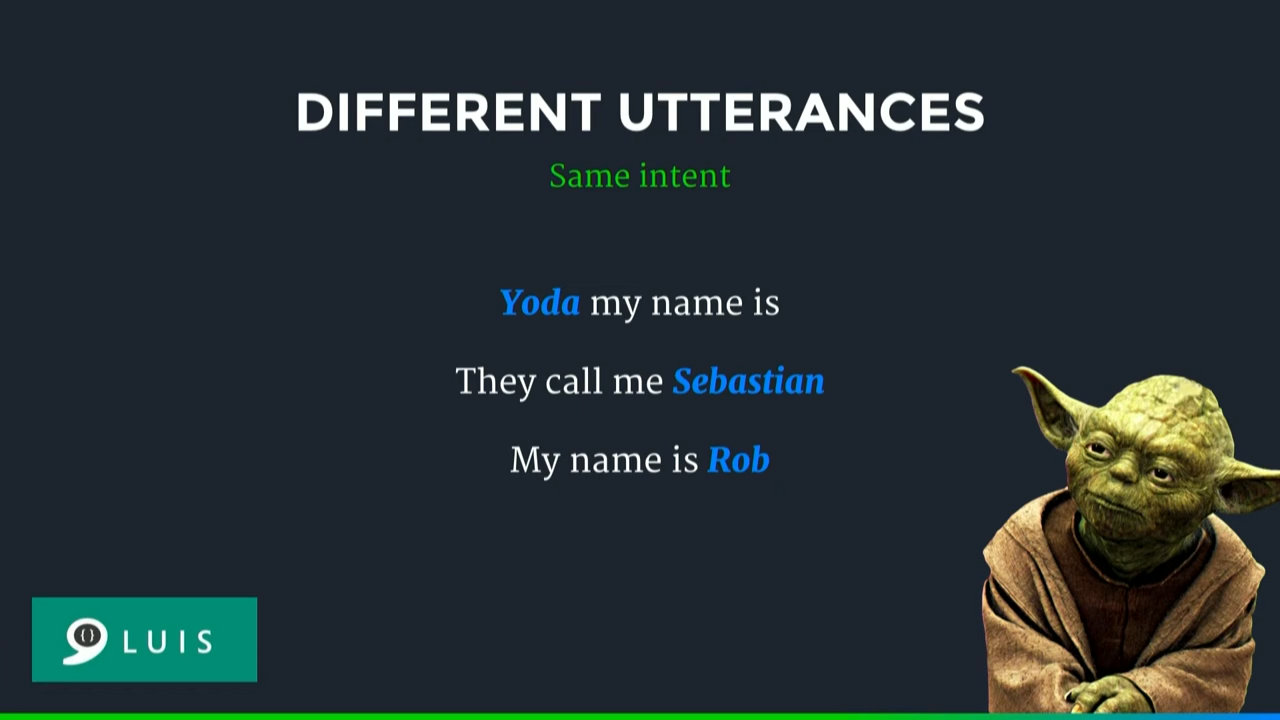 DIFFERENT UTTERANCES
Same intent
Yoda my name is
They call me Sebastian
My name is Rob
{} LUIS